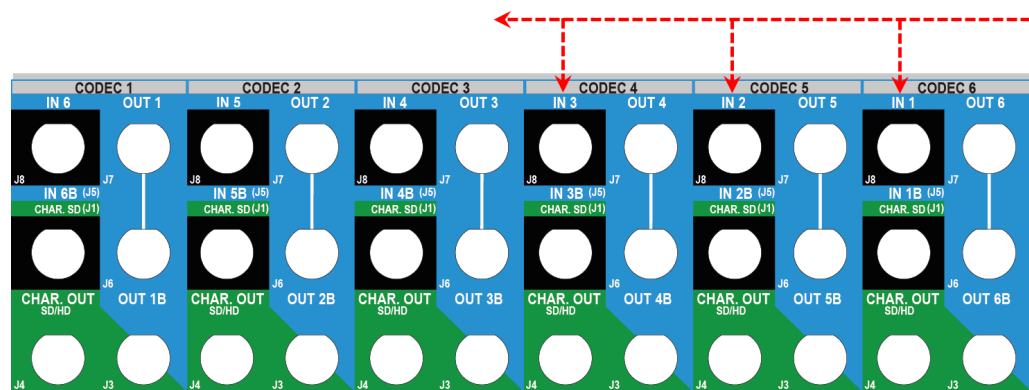 CODEC 1 CODEC 2 CODEC 3 CODEC 4 CODEC 5 CODEC 6
IN 6 OUT 1 IN 5 OUT 2 IN 4 OUT 3 IN 3 OUT 4 IN 2 OUT 5 IN 1 OUT 6
J8 J7 J8 J7 J8 J7 J8 J7 J8 J7 J8 J7
IN 6B (J5) IN 5B (J5) IN 4B (J5) IN 3B (J5) IN 2B (J5) IN 1B (J5)
CHAR. SD (J1) CHAR. SD (J1) CHAR. SD (J1) CHAR. SD (J1) CHAR. SD (J1) CHAR. SD (J1)
J6 J6 J6 J6 J6 J6
CHAR. OUT OUT 1B CHAR. OUT OUT 2B CHAR. OUT OUT 3B CHAR. OUT OUT 4B CHAR. OUT OUT 5B CHAR. OUT OUT 6B
SD/HD SD/HD SD/HD SD/HD SD/HD SD/HD
J4 J3 J4 J3 J4 J3 J4 J3 J4 J3 J4 J3